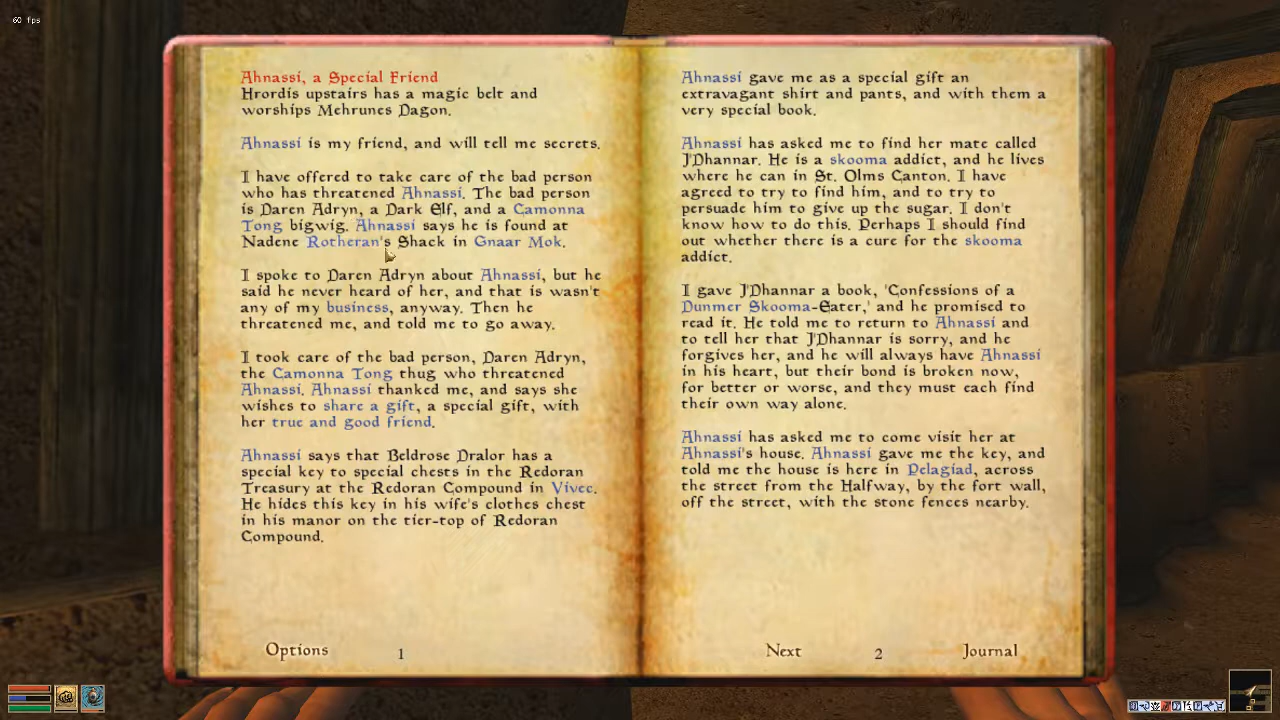 60 fps
Ahnassi, a Special Friend
Hrordis upstairs has a magic belt and
worships Mehrunes Dagon.
Ahnassi is my friend, and will tell me secrets.
I have offered to take care of the bad person
who has threatened Ahnassi. The bad person
is Daren Adryn, a Dark Elf, and a Camonna
Tong bigwig. Ahnassi says he is found at
Nadene Rotheran's Shack in Gnaar Mok.
I spoke to Daren Adryn about Ahnassi, but he
said he never heard of her, and that is wasn't
any of my business, anyway. Then he
threatened me, and told me to go away.
I took care of the bad person, Daren Adryn,
the Camonna Tong thug who threatened
Ahnassi. Ahnassi thanked me, and says she
wishes to share a gift, a special gift, with
her true and good friend.
Ahnassi says that Beldrose Dralor has a
special key to special chests in the Redoran
Treasury at the Redoran Compound in Vivec.
He hides this key in his wife's clothes chest
in his manor on the tier-top of Redoran
Compound.
Options
1
Ahnassi gave me as a special gift an
extravagant shirt and pants, and with them a
very special book.
Ahnassi has asked me to find her mate called
J'Dhannar. He is a skooma addict, and he lives
where he can in St. Olms Canton. I have
agreed to try to find him, and to try to
persuade him to give up the sugar. I don't
know how to do this. Perhaps I should find
out whether there is a cure for the skooma
addict.
I gave J'Dhannar a book, 'Confessions of a
Dunmer Skooma-Eater,' and he promised to
read it. He told me to return to Ahnassi and
to tell her that J'Dhannar is sorry, and he
forgives her, and he will always have Ahnassi
in his heart, but their bond is broken now,
for better or worse, and they must each find
their own way alone.
Ahnassi has asked me to come visit her at
Ahnassi's house. Ahnassi gave me the key, and
told me the house is here in Pelagiad, across
the street from the Halfway, by the fort wall,
off the street, with the stone fences nearby.
Next
2
Journal